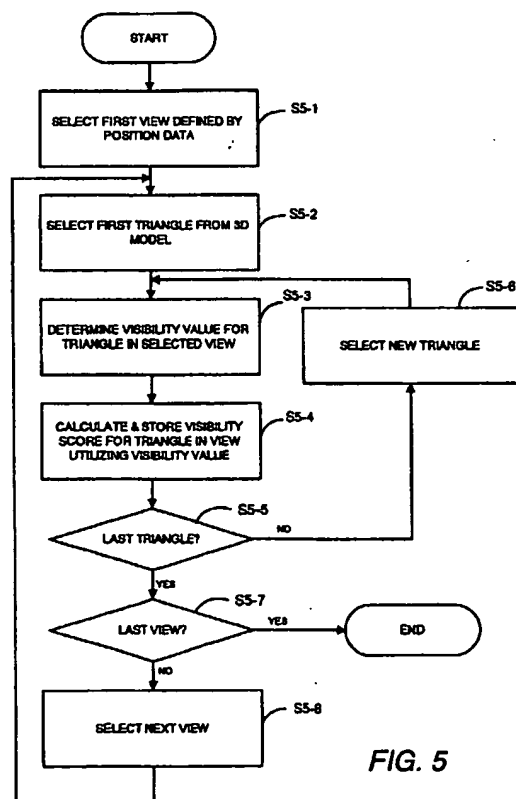 START
S5-1
SELECT FIRST VIEW DEFINED BY
POSITION DATA
S5-2
SELECT FIRST TRIANGLE FROM 3D
MODEL
S5-3
DETERMINE VISIBILITY VALUE FOR
TRIANGLE IN SELECTED VIEW
S5-6
SELECT NEW TRIANGLE
S5-4
CALCULATE & STORE VISIBILITY
SCORE FOR TRIANGLE IN VIEW
UTILIZING VISIBILITY VALUE
S5-5
LAST TRIANGLE?
NO
YES
S5-7
LAST VIEW?
YES
END
NO
S5-8
SELECT NEXT VIEW
FIG. 5